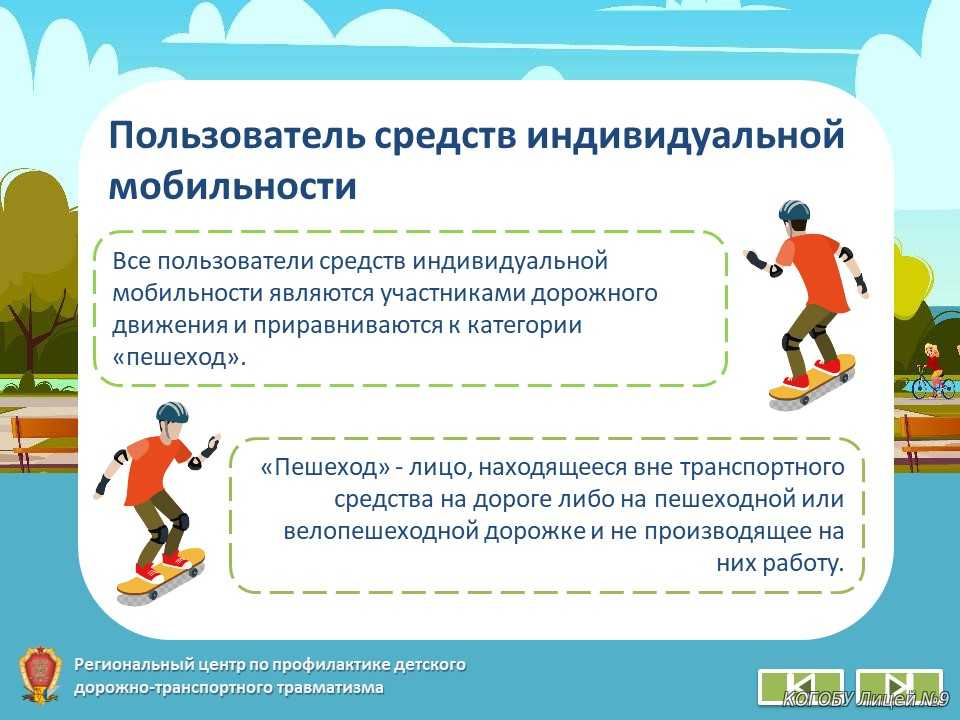 Пользователь средств индивидуальной
мобильности
Все пользователи средств индивидуальной
мобильности являются участниками дорожного
движения и приравниваются к категории
«пешеход».
«Пешеход» - лицо, находящееся вне транспортного
средства на дороге либо на пешеходной или
велопешеходной дорожке и не производящее на
них работу.
Региональный центр по профилактике детского
дорожно-транспортного травматизма
КОГОБУ Лицей №9